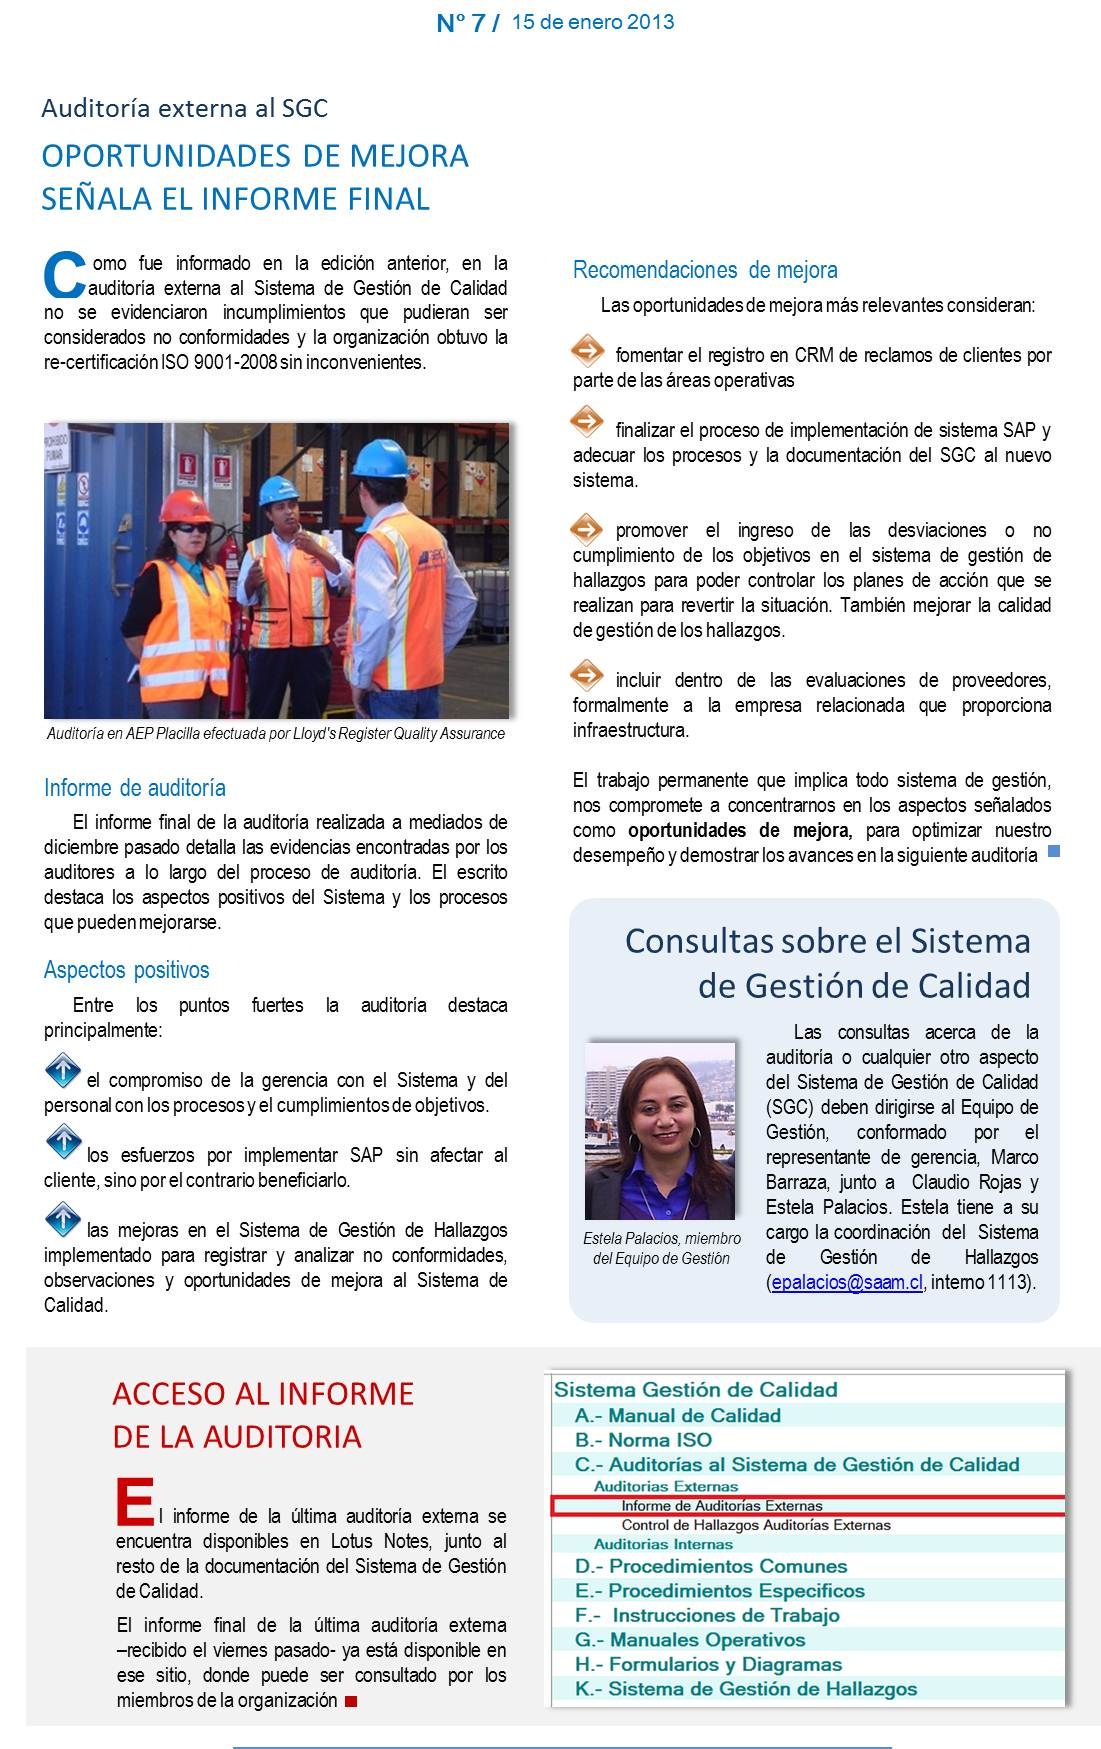 N° 7 / 15 de enero 2013
Auditoría externa al SGC
OPORTUNIDADES DE MEJORA
SEÑALA EL INFORME FINAL
Como fue informado en la edición anterior, en la
auditoría externa al Sistema de Gestión de Calidad
no se evidenciaron incumplimientos que pudieran ser
considerados no conformidades y la organización obtuvo la
re-certificación ISO 9001-2008 sin inconvenientes.
PROHIBIDO
FUMAR
Auditoría en AEP Placilla efectuada por Lloyd's Register Quality Assurance
Informe de auditoría
El informe final de la auditoría realizada a mediados de
diciembre pasado detalla las evidencias encontradas por los
auditores a lo largo del proceso de auditoría. El escrito
destaca los aspectos positivos del Sistema y los procesos
que pueden mejorarse.
Aspectos positivos
Entre los puntos fuertes la auditoría destaca
principalmente:
el compromiso de la gerencia con el Sistema y del
personal con los procesos y el cumplimientos de objetivos.
los esfuerzos por implementar SAP sin afectar al
cliente, sino por el contrario beneficiarlo.
las mejoras en el Sistema de Gestión de Hallazgos
implementado para registrar y analizar no conformidades,
observaciones y oportunidades de mejora al Sistema de
Calidad.
Recomendaciones de mejora
Las oportunidades de mejora más relevantes consideran:
fomentar el registro en CRM de reclamos de clientes por
parte de las áreas operativas
finalizar el proceso de implementación de sistema SAP y
adecuar los procesos y la documentación del SGC al nuevo
sistema.
promover el ingreso de las desviaciones o no
cumplimiento de los objetivos en el sistema de gestión de
hallazgos para poder controlar los planes de acción que se
realizan para revertir la situación. También mejorar la calidad
de gestión de los hallazgos.
incluir dentro de las evaluaciones de proveedores,
formalmente a la empresa relacionada que proporciona
infraestructura.
El trabajo permanente que implica todo sistema de gestión,
nos compromete a concentrarnos en los aspectos señalados
como oportunidades de mejora, para optimizar nuestro
desempeño y demostrar los avances en la siguiente auditoría
Consultas sobre el Sistema
de Gestión de Calidad
Las consultas acerca de la
auditoría o cualquier otro aspecto
del Sistema de Gestión de Calidad
(SGC) deben dirigirse al Equipo de
Gestión, conformado por el
representante de gerencia, Marco
Barraza, junto a Claudio Rojas y
Estela Palacios. Estela tiene a su
cargo la coordinación del Sistema
de Gestión de Hallazgos
(epalacios@saam.cl, interno 1113).
Estela Palacios, miembro
del Equipo de Gestión
ACCESO AL INFORME
DE LA AUDITORIA
El informe de la última auditoría externa se
encuentra disponibles en Lotus Notes, junto al
resto de la documentación del Sistema de Gestión
de Calidad.
El informe final de la última auditoría externa
–recibido el viernes pasado- ya está disponible en
ese sitio, donde puede ser consultado por los
miembros de la organización
Sistema Gestión de Calidad
A.- Manual de Calidad
B.- Norma ISO
C.- Auditorías al Sistema de Gestión de Calidad
Auditorias Externas
Informe de Auditorías Externas
Control de Hallazgos Auditorías Externas
Auditorias Internas
D.- Procedimientos Comunes
E.- Procedimientos Especificos
F.- Instrucciones de Trabajo
G.- Manuales Operativos
H.- Formularios y Diagramas
K.- Sistema de Gestión de Hallazgos